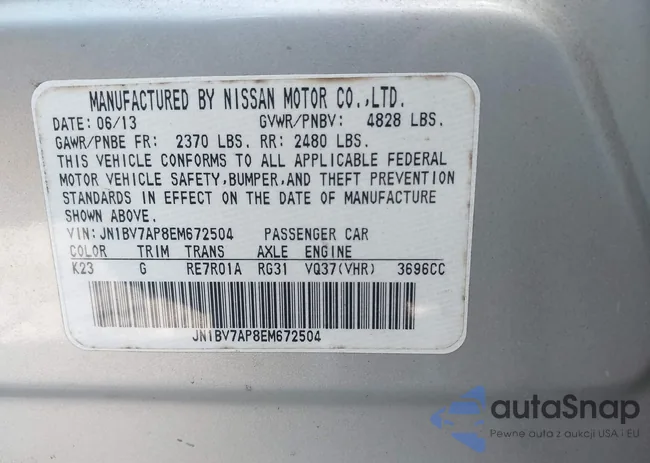 MANUFACTURED BY NISSAN MOTOR CO.,LTD.
DATE: 06/13 GVWR/PNBV: 4828 LBS.
GAWR/PNBE FR: 2370 LBS. RR: 2480 LBS.
THIS VEHICLE CONFORMS TO ALL APPLICABLE FEDERAL
MOTOR VEHICLE SAFETY,BUMPER,AND THEFT PREVENTION
STANDARDS IN EFFECT ON THE DATE OF MANUFACTURE
SHOWN ABOVE.
VIN: JN1BV7AP8EM672504 PASSENGER CAR
COLOR TRIM TRANS AXLE ENGINE
K23 G RE7R01A RG31 VQ37(VHR) 3696CC
JN1BV7AP8EM672504
autoSnap
Pewne auta z aukcji USA i EU